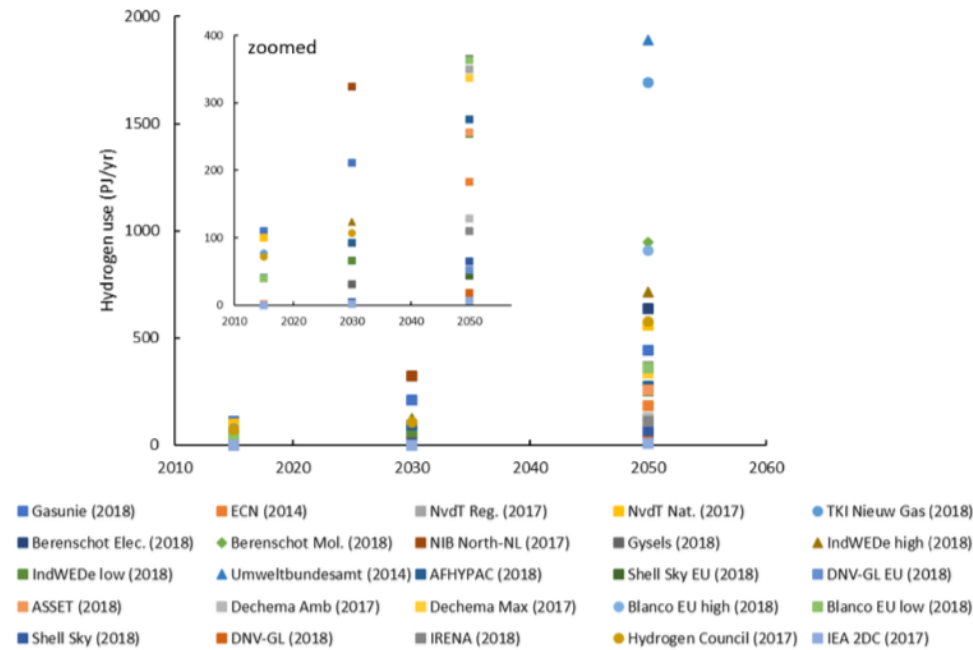 2000
1500
1000
500
0
Hydrogen use (PJ/yr)
2010 2020 2030 2040 2050 2060
zoomed
400
300
200
100
0
2010 2020 2030 2040 2050
Gasunie (2018) ECN (2014) NvdT Reg. (2017) NvdT Nat. (2017) TKI Nieuw Gas (2018)
Berenschot Elec. (2018) Berenschot Mol. (2018) NIB North-NL (2017) Gysels (2018) IndWEDe high (2018)
IndWEDe low (2018) Umweltbundesamt (2014) AFHYPAC (2018) Shell Sky EU (2018) DNV-GL EU (2018)
ASSET (2018) Dechema Amb (2017) Dechema Max (2017) Blanco EU high (2018) Blanco EU low (2018)
Shell Sky (2018) DNV-GL (2018) IRENA (2018) Hydrogen Council (2017) IEA 2DC (2017)